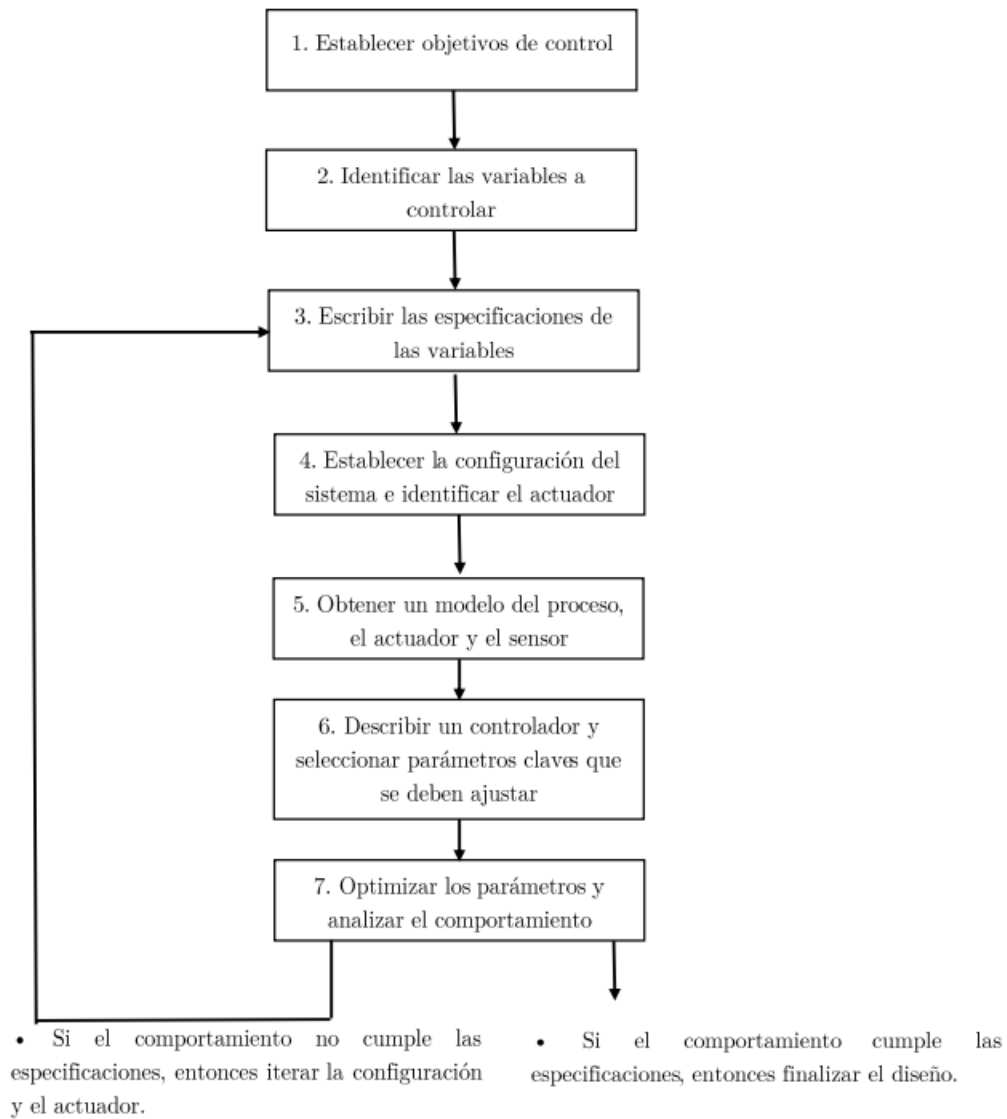 1. Establecer objetivos de control
2. Identificar las variables a
controlar
3. Escribir las especificaciones de
las variables
4. Establecer la configuración del
sistema e identificar el actuador
5. Obtener un modelo del proceso,
el actuador y el sensor
6. Describir un controlador y
seleccionar parámetros claves que
se deben ajustar
7. Optimizar los parámetros y
analizar el comportamiento
• Si el comportamiento no cumple las
especificaciones, entonces iterar la configuración
y el actuador.
• Si el comportamiento cumple las
especificaciones, entonces finalizar el diseño.